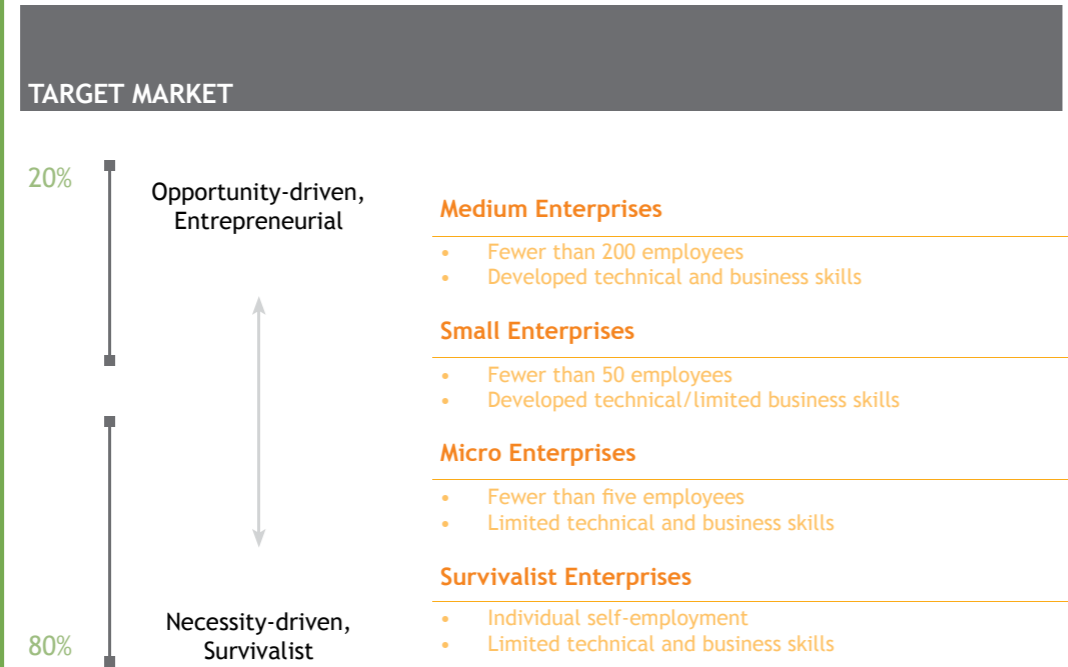 TARGET MARKET
20%
Opportunity-driven,
Entrepreneurial
Medium Enterprises
• Fewer than 200 employees
• Developed technical and business skills
Small Enterprises
• Fewer than 50 employees
• Developed technical/limited business skills
Micro Enterprises
• Fewer than five employees
• Limited technical and business skills
Survivalist Enterprises
• Individual self-employment
• Limited technical and business skills
80%
Necessity-driven,
Survivalist